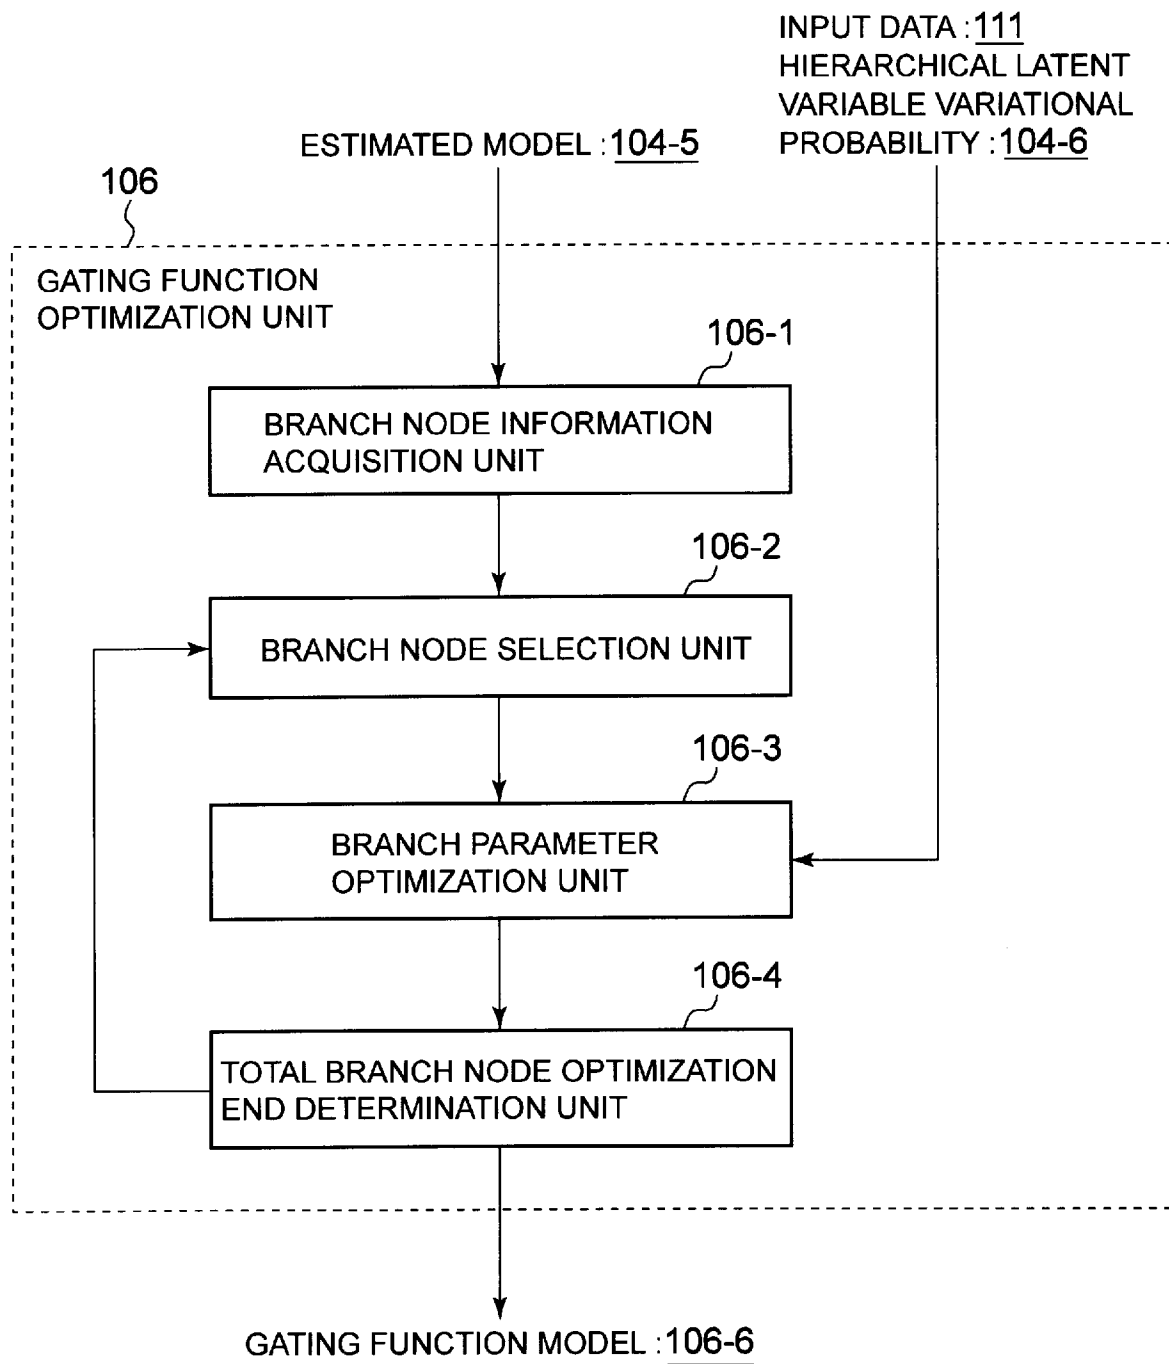 INPUT DATA : 111
HIERARCHICAL LATENT
VARIABLE VARIATIONAL
PROBABILITY : 104-6
ESTIMATED MODEL : 104-5
106
GATING FUNCTION
OPTIMIZATION UNIT
106-1
BRANCH NODE INFORMATION
ACQUISITION UNIT
106-2
BRANCH NODE SELECTION UNIT
106-3
BRANCH PARAMETER
OPTIMIZATION UNIT
106-4
TOTAL BRANCH NODE OPTIMIZATION
END DETERMINATION UNIT
GATING FUNCTION MODEL : 106-6